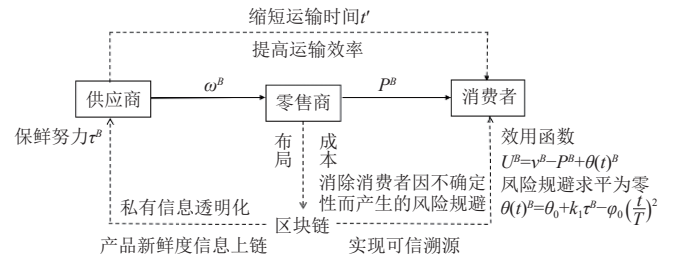 缩短运输时间t′
提高运输效率
供应商
ω^B
零售商
P^B
消费者
保鲜努力τ^B
布局
成本
效用函数
U^B=v^B−P^B+θ(t)^B
消除消费者因不确定
性而产生的风险规避
风险规避求平为零
θ(t)^B=θ₀+k₁τ^B−φ₀(t/T)²
私有信息透明化
区块链
产品新鲜度信息上链
实现可信溯源